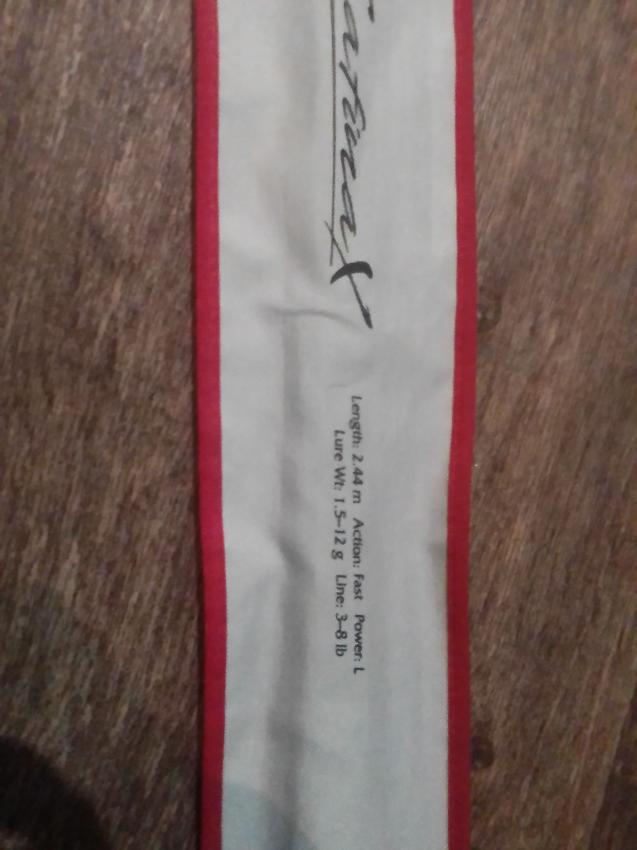 Length: 2.44 m Action: Fast Power: L
Lure Wt: 1.5–12 g Line: 3–8 lb